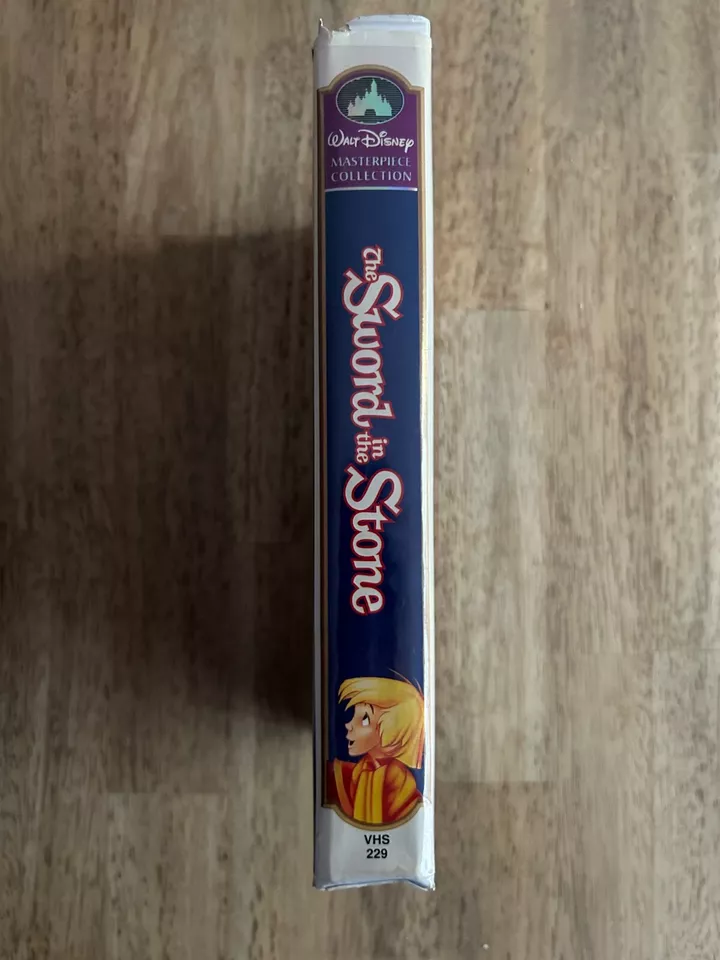 WALT DISNEY
MASTERPIECE
COLLECTION
The Sword in the Stone
VHS
229